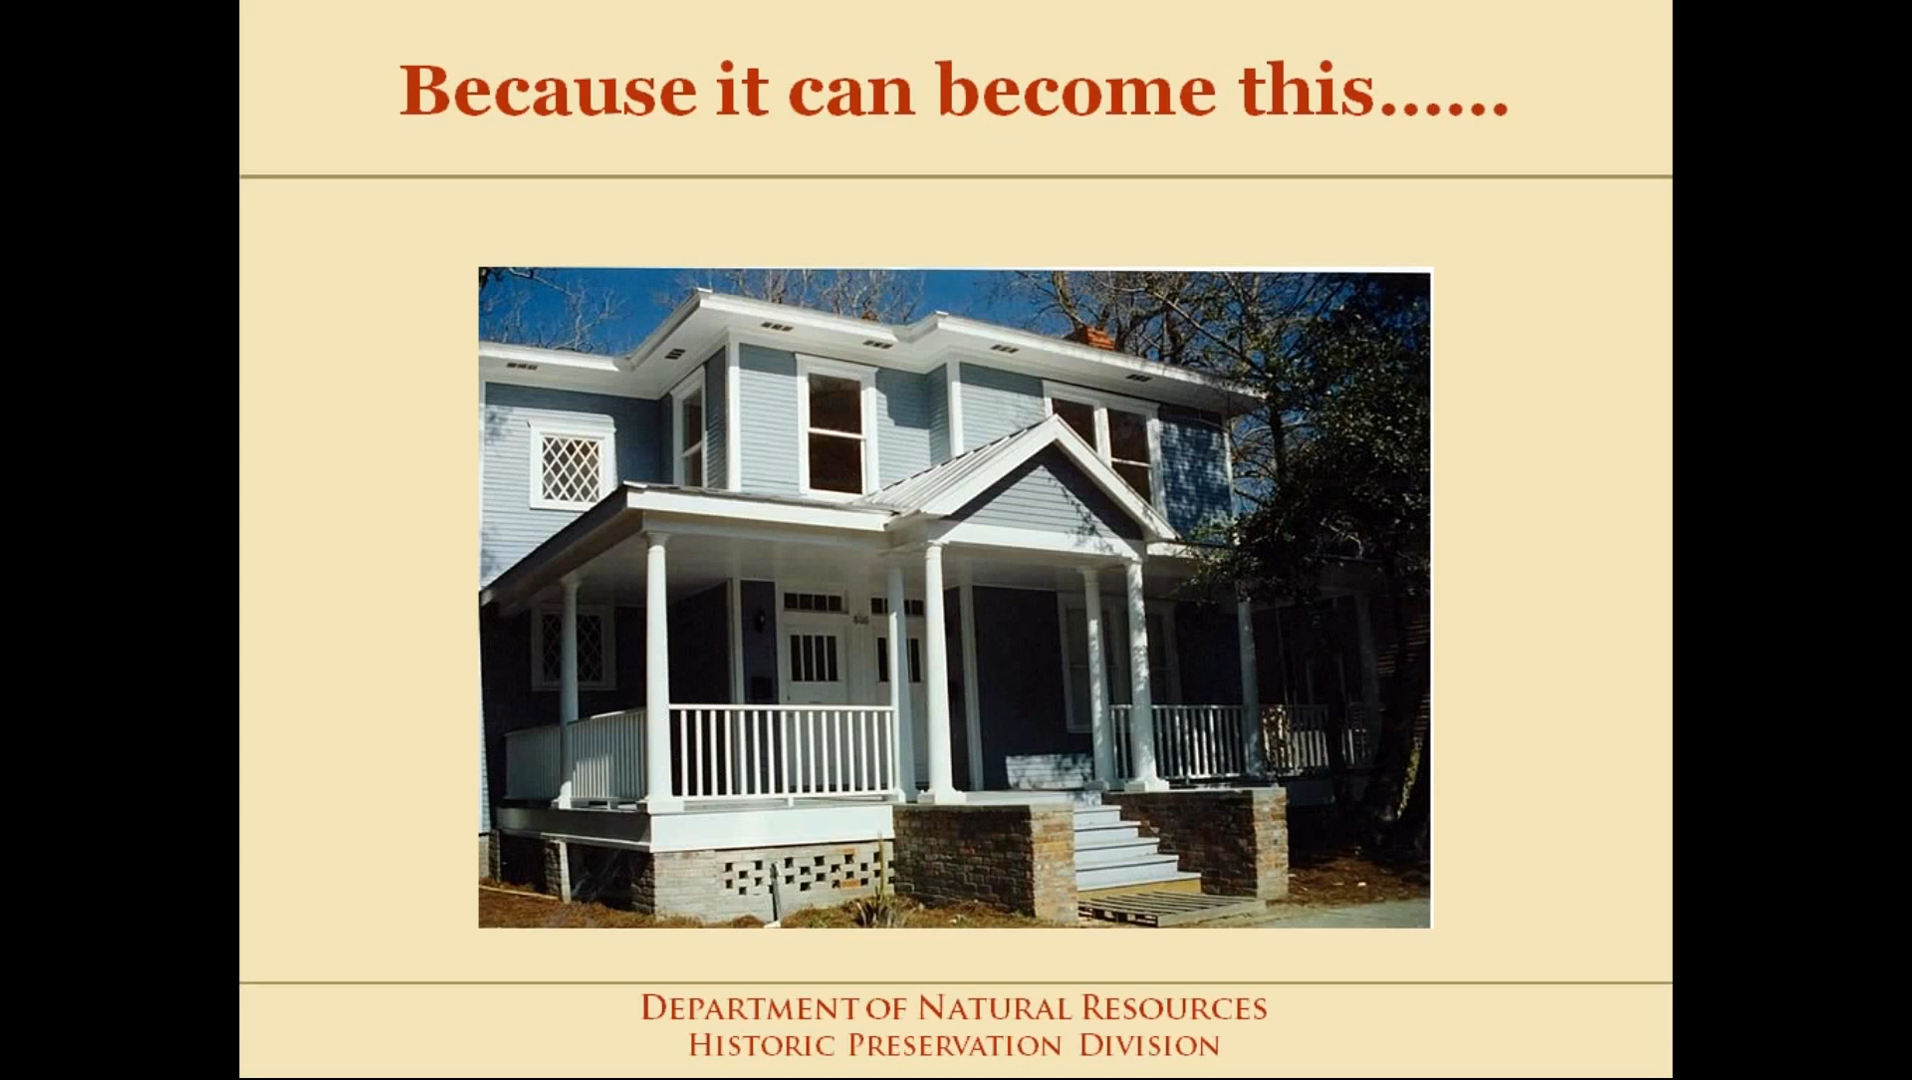 Because it can become this......
DEPARTMENT OF NATURAL RESOURCES
HISTORIC PRESERVATION DIVISION